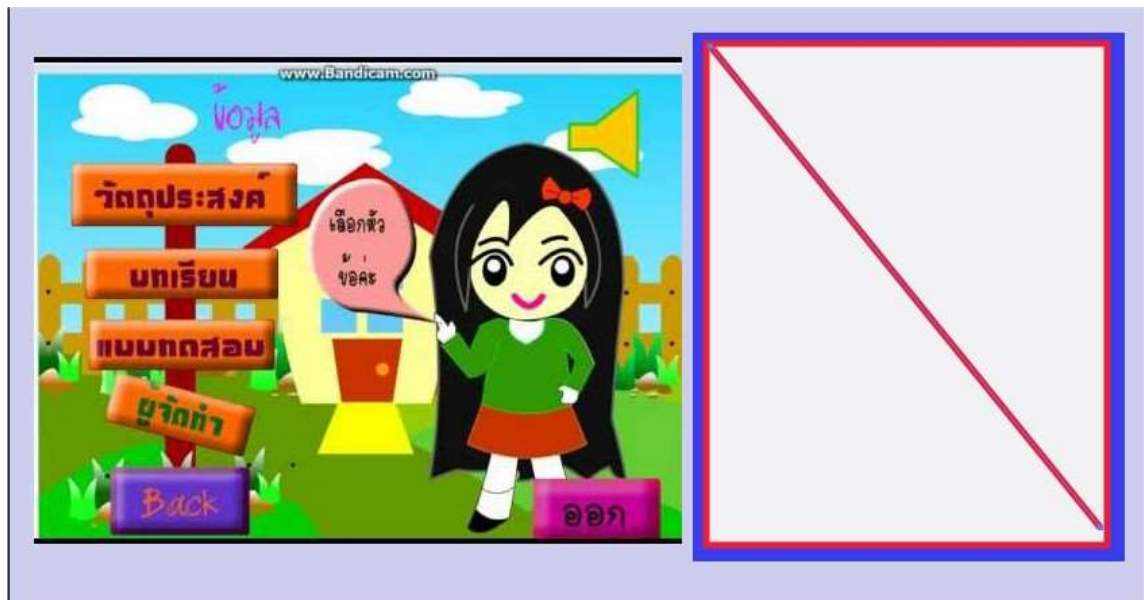 www.Bandicam.com
ข้อมูล
วัตถุประสงค์
เลือกหัว
ข้อค่ะ
บทเรียน
แบบทดสอบ
ผู้จัดทำ
Back
ออก